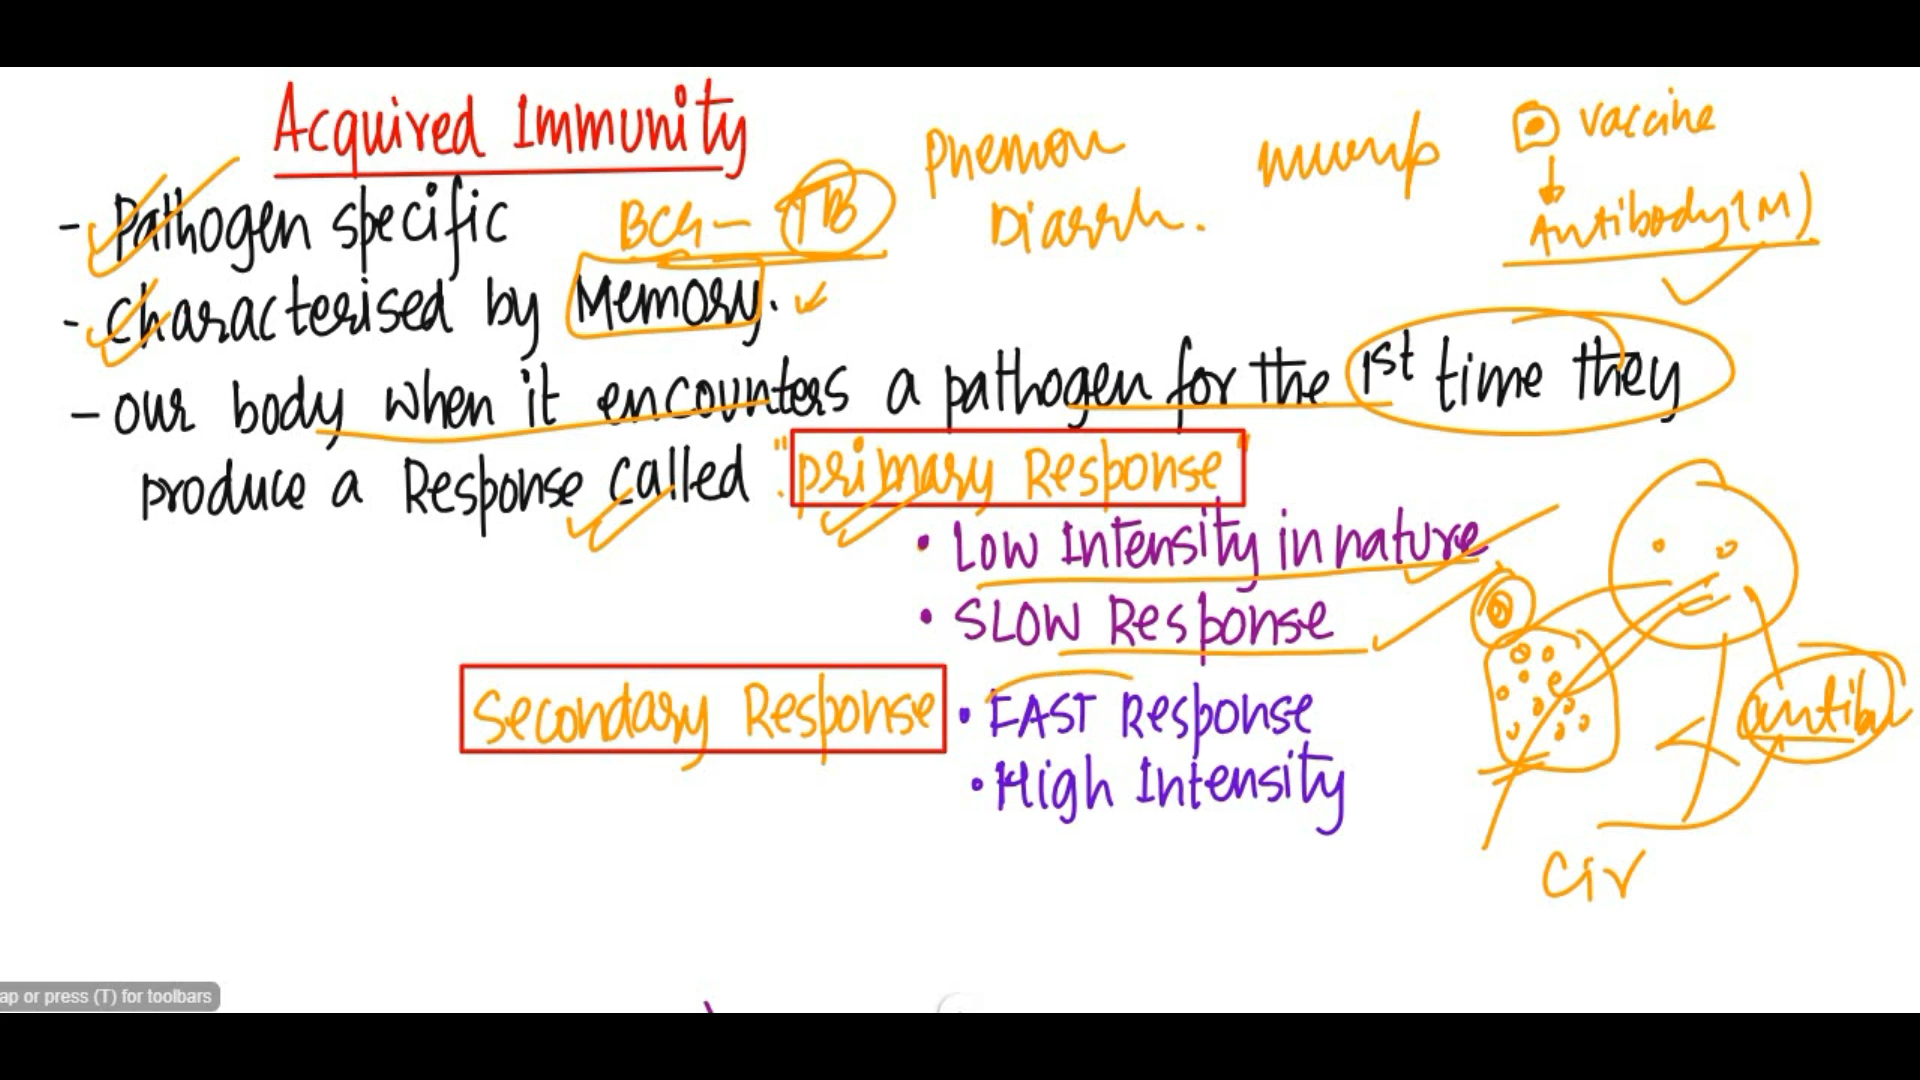 Acquired Immunity
vaccine
Antibody (M)
- Pathogen specific
BCG - TB
Diarrh.
- characterised by Memory.
- our body when it encounters a pathogen for the 1st time they
produce a Response called "primary Response"
• Low Intensity in nature
• SLOW Response
Secondary Response
• FAST Response
• High Intensity
antibu
ap or press (T) for toolbars